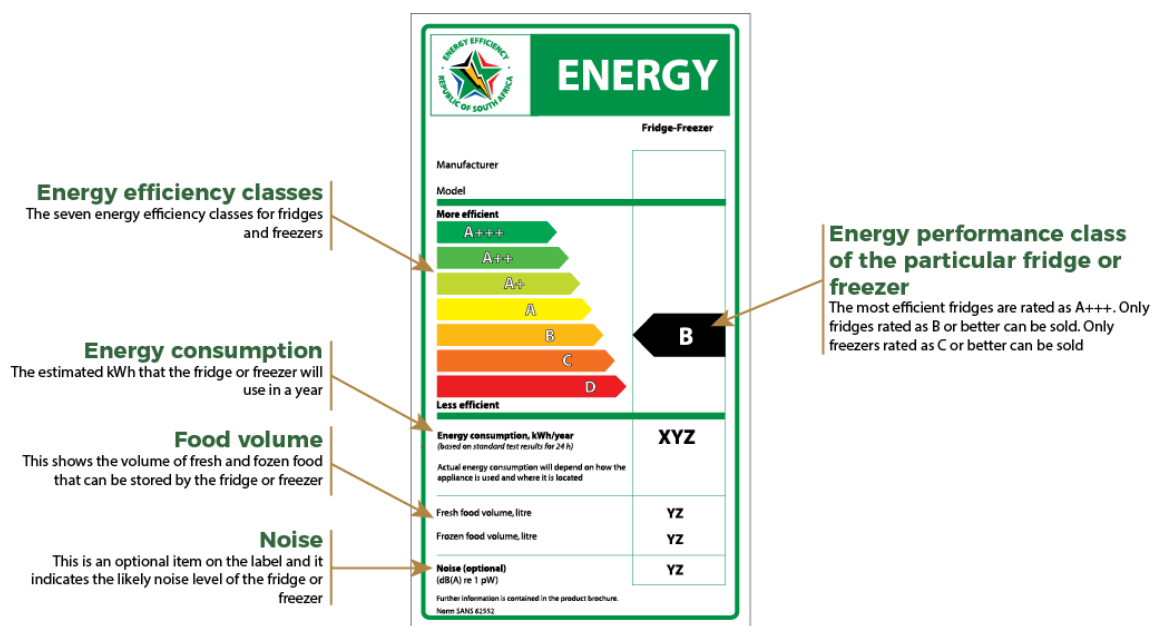 ENERGY EFFICIENCY
REPUBLIC OF SOUTH AFRICA
ENERGY
Fridge-Freezer
Manufacturer
Model
More efficient
A+++
A++
A+
A
B
C
D
Less efficient
B
Energy consumption, kWh/year
(based on standard test results for 24 h)
XYZ
Actual energy consumption will depend on how the
appliance is used and where it is located
Fresh food volume, litre
YZ
Frozen food volume, litre
YZ
Noise (optional)
(dB(A) re 1 pW)
YZ
Further information is contained in the product brochure.
Norm SANS 62552
Energy efficiency classes
The seven energy efficiency classes for fridges
and freezers
Energy consumption
The estimated kWh that the fridge or freezer will
use in a year
Food volume
This shows the volume of fresh and fozen food
that can be stored by the fridge or freezer
Noise
This is an optional item on the label and it
indicates the likely noise level of the fridge or
freezer
Energy performance class
of the particular fridge or
freezer
The most efficient fridges are rated as A+++. Only
fridges rated as B or better can be sold. Only
freezers rated as C or better can be sold